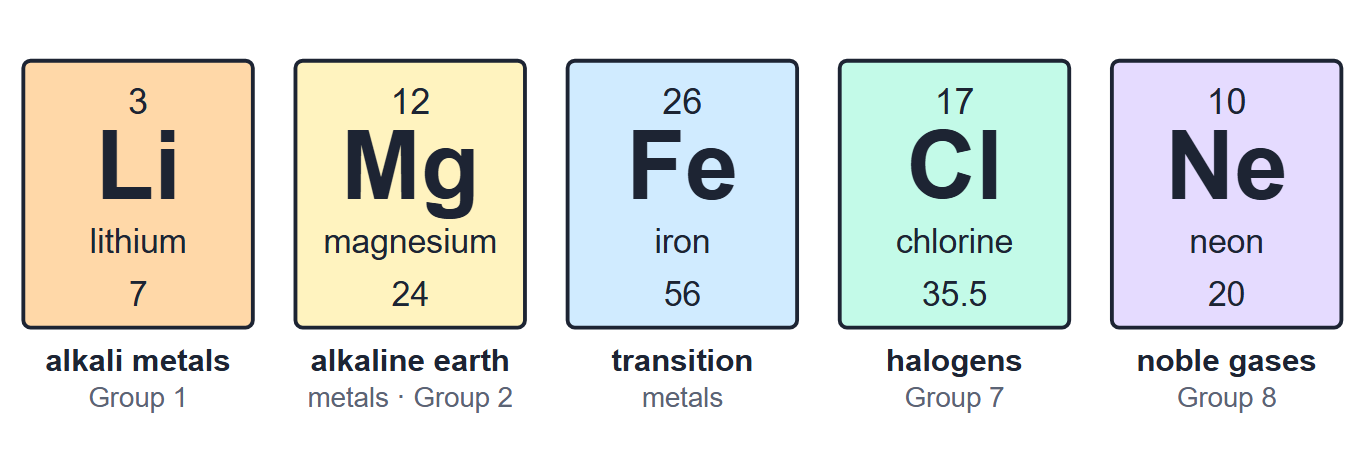 3
Li
lithium
7
alkali metals
Group 1
12
Mg
magnesium
24
alkaline earth
metals · Group 2
26
Fe
iron
56
transition
metals
17
Cl
chlorine
35.5
halogens
Group 7
10
Ne
neon
20
noble gases
Group 8